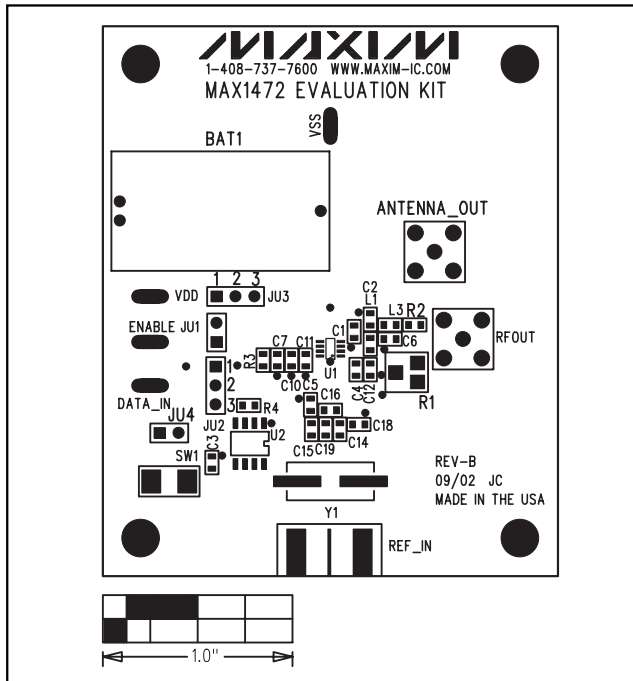 MAXIM
1-408-737-7600 WWW.MAXIM-IC.COM
MAX1472 EVALUATION KIT
VSS
BAT1
ANTENNA_OUT
1 2 3
VDD
JU3
C2
L1
L3 R2
ENABLE JU1
C1
C6
RFOUT
R3
C7
C11
U1
1
C10
C5
C4
C12
R1
2
DATA_IN
3
JU2
R4
C16
JU4
U2
C18
SW1
C3
C15
C19
C14
REV-B
09/02 JC
MADE IN THE USA
Y1
REF_IN
1.0"